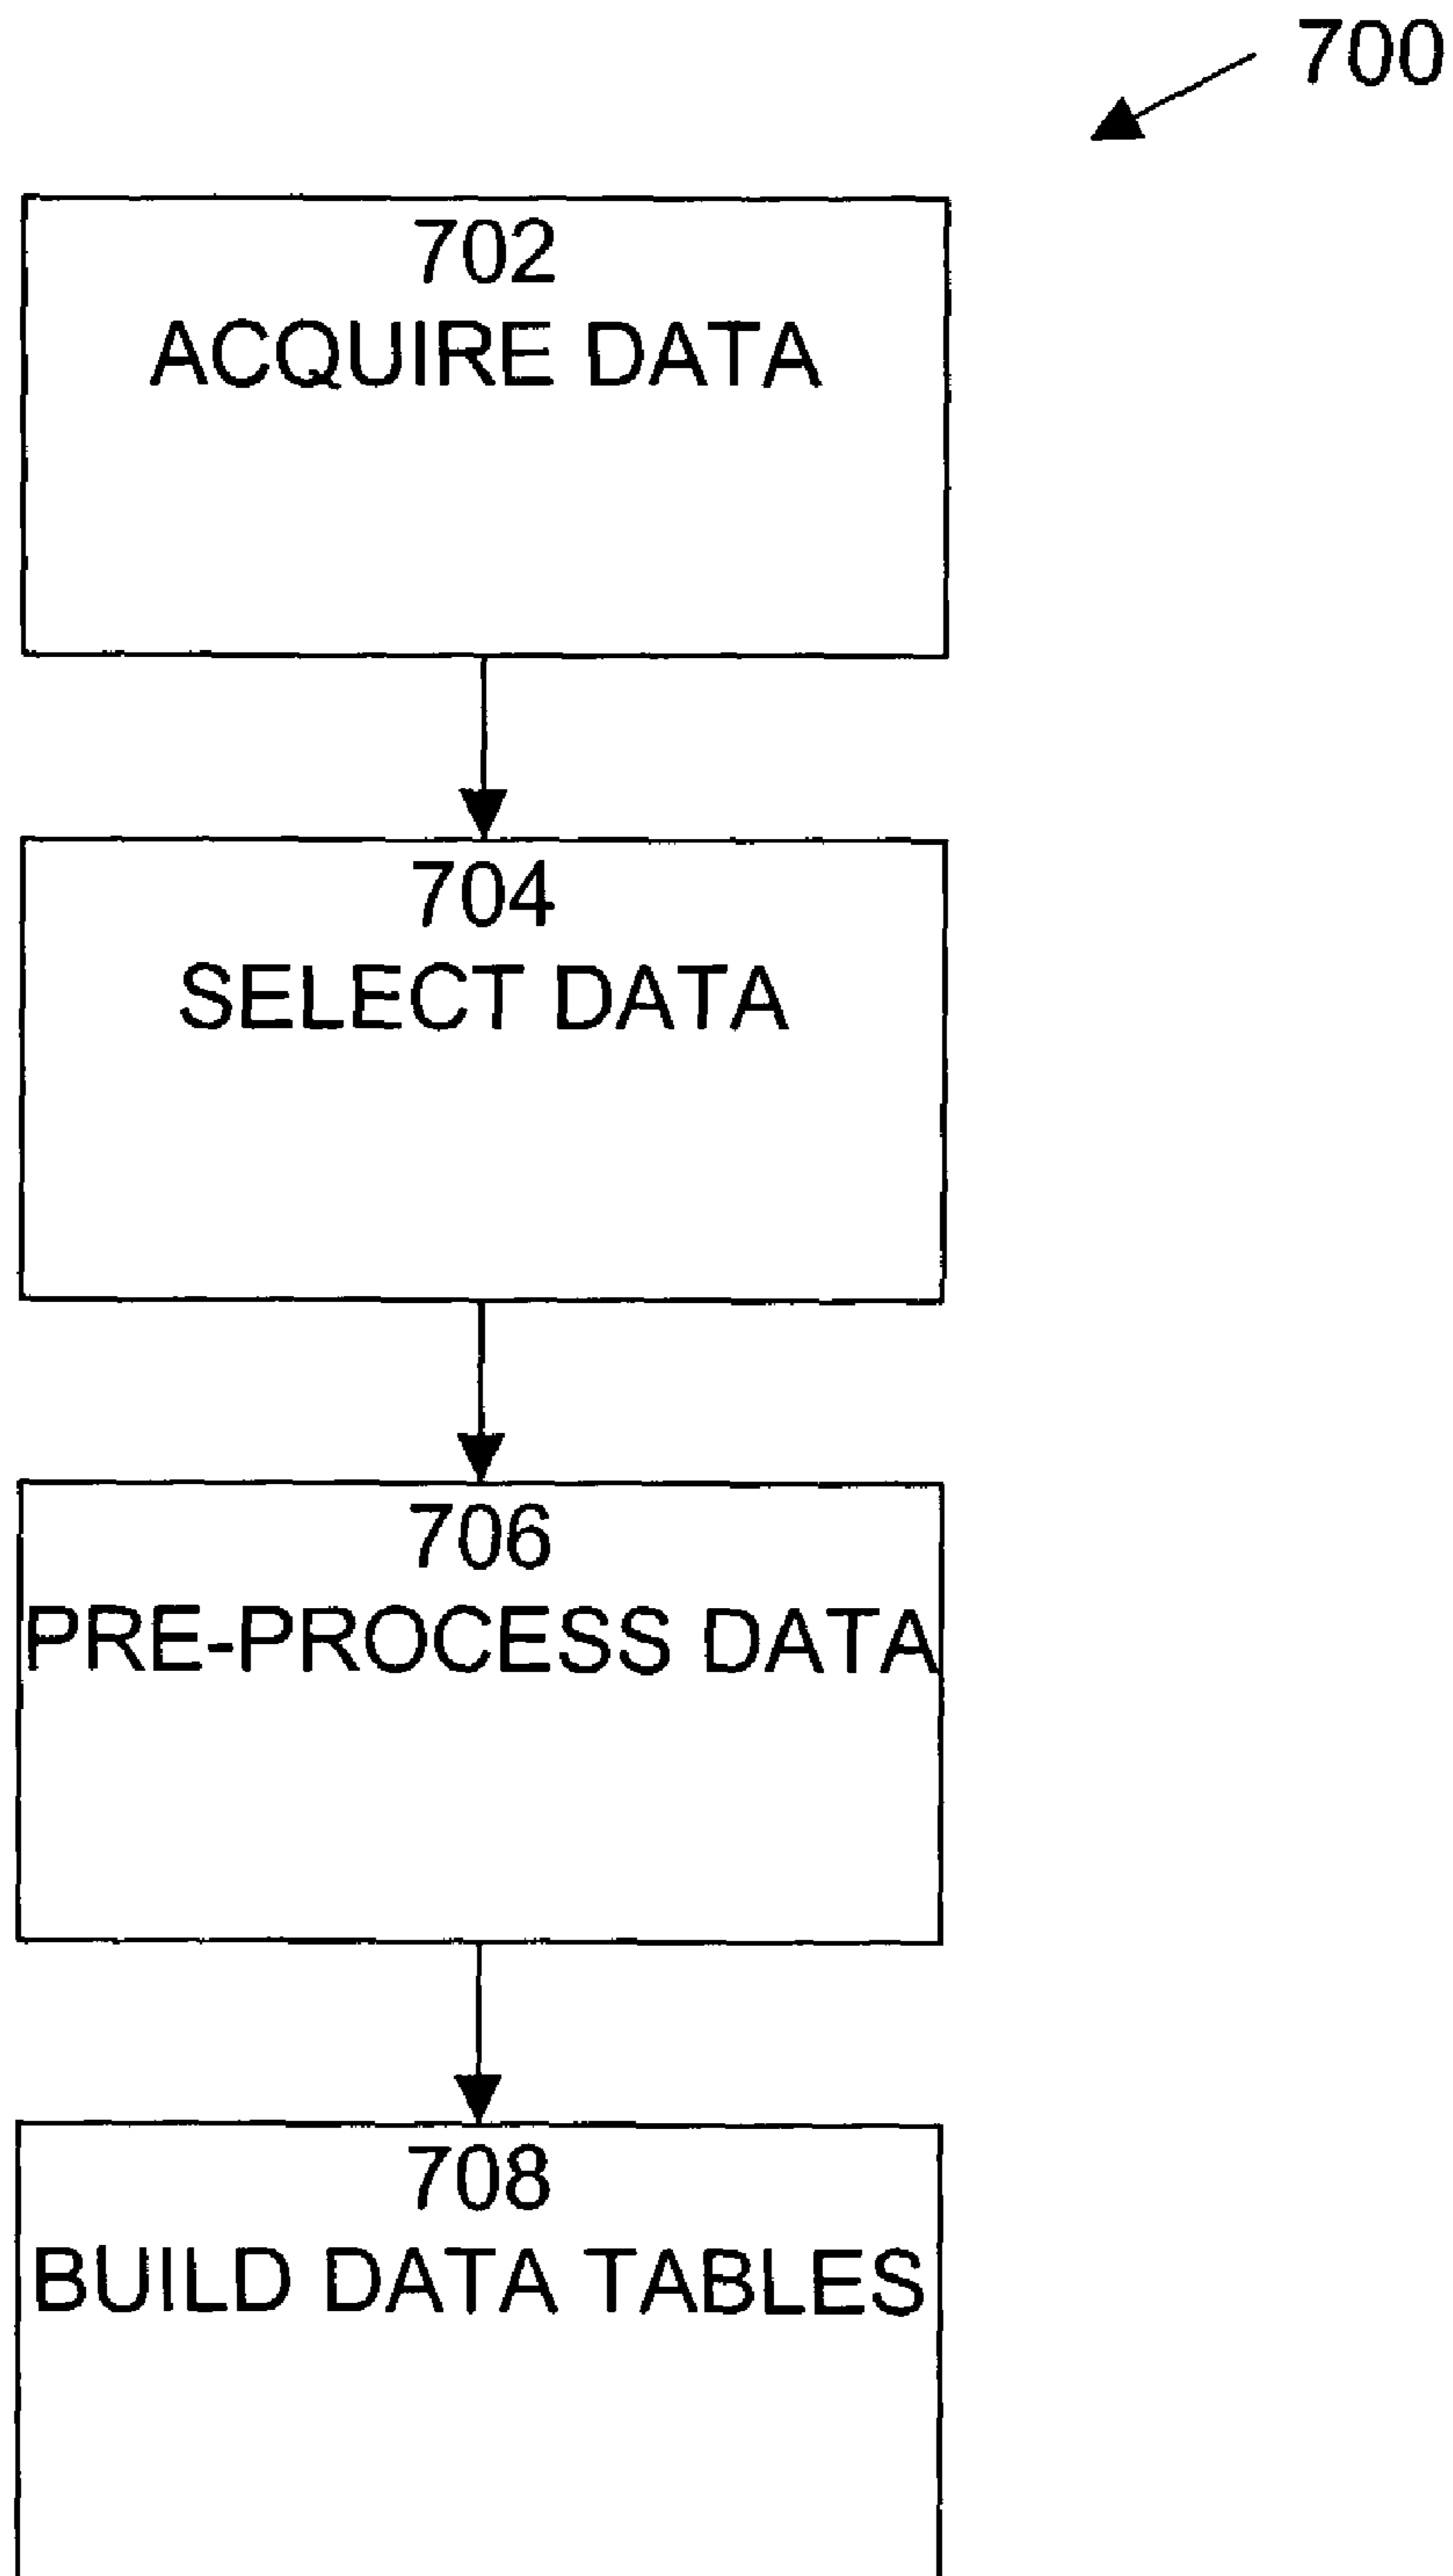 700
702
ACQUIRE DATA
704
SELECT DATA
706
PRE-PROCESS DATA
708
BUILD DATA TABLES